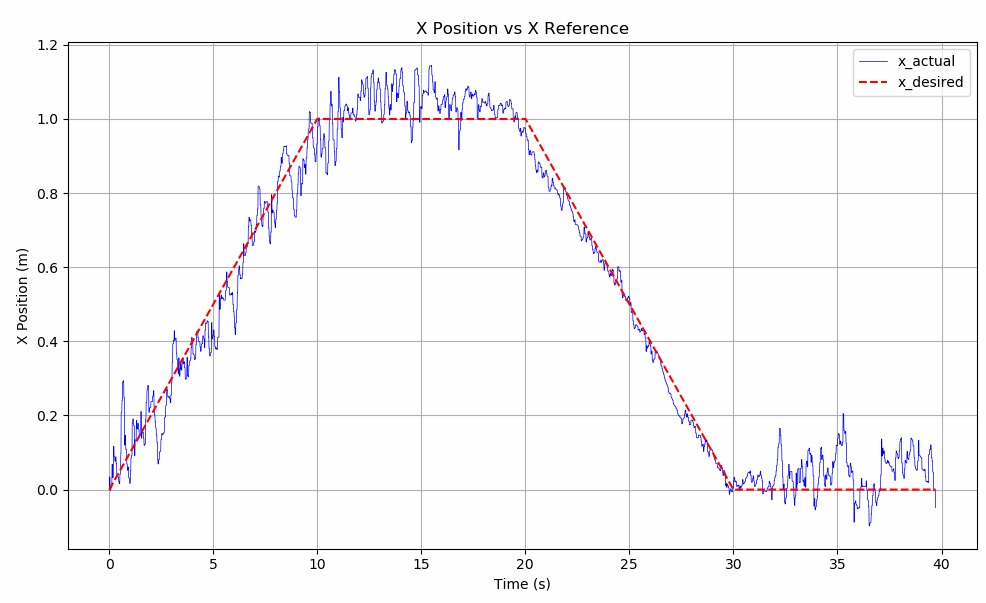 X Position vs X Reference
x_actual
x_desired
X Position (m)
1.2
1.0
0.8
0.6
0.4
0.2
0.0
0 5 10 15 20 25 30 35 40
Time (s)